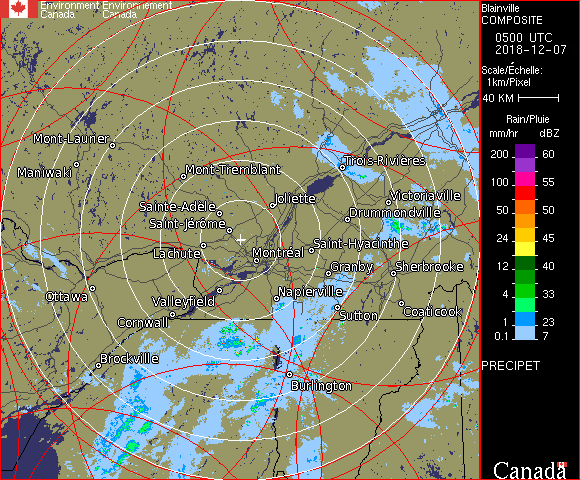 Environment Environnement
Canada Canada
Blainville
COMPOSITE
0500 UTC
2018-12-07
Scale/Échelle:
1km/Pixel
40 KM
Rain/Pluie
mm/hr dBZ
200 60
100 55
50 50
24 45
12 40
4 33
1 23
0.1 7
PRECIPET
Mont-Laurier
Maniwaki
Mont-Tremblant
Trois-Rivières
Joliette
Victoriaville
Sainte-Adèle
Drummondville
Saint-Jérôme
Lachute
Montréal
Saint-Hyacinthe
Granby
Sherbrooke
Ottawa
Valleyfield
Napierville
Cornwall
Sutton
Coaticook
Brockville
Burlington
Canada